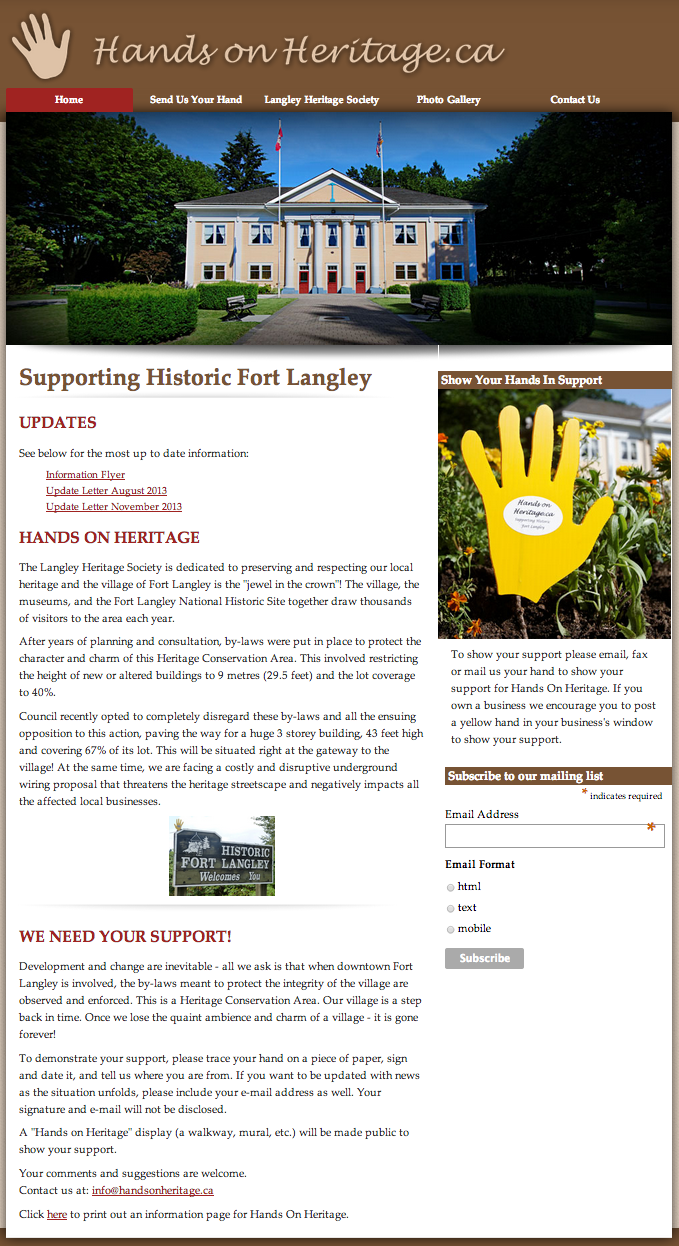 Hands on Heritage.ca
Home
Send Us Your Hand
Langley Heritage Society
Photo Gallery
Contact Us
Supporting Historic Fort Langley
UPDATES
See below for the most up to date information:
Information Flyer
Update Letter August 2013
Update Letter November 2013
HANDS ON HERITAGE
The Langley Heritage Society is dedicated to preserving and respecting our local
heritage and the village of Fort Langley is the "jewel in the crown"! The village, the
museums, and the Fort Langley National Historic Site together draw thousands
of visitors to the area each year.
After years of planning and consultation, by-laws were put in place to protect the
character and charm of this Heritage Conservation Area. This involved restricting
the height of new or altered buildings to 9 metres (29.5 feet) and the lot coverage
to 40%.
Council recently opted to completely disregard these by-laws and all the ensuing
opposition to this action, paving the way for a huge 3 storey building, 43 feet high
and covering 67% of its lot. This will be situated right at the gateway to the
village! At the same time, we are facing a costly and disruptive underground
wiring proposal that threatens the heritage streetscape and negatively impacts all
the affected local businesses.
HISTORIC
FORT LANGLEY
Welcomes You
WE NEED YOUR SUPPORT!
Development and change are inevitable - all we ask is that when downtown Fort
Langley is involved, the by-laws meant to protect the integrity of the village are
observed and enforced. This is a Heritage Conservation Area. Our village is a step
back in time. Once we lose the quaint ambience and charm of a village - it is gone
forever!
To demonstrate your support, please trace your hand on a piece of paper, sign
and date it, and tell us where you are from. If you want to be updated with news
as the situation unfolds, please include your e-mail address as well. Your
signature and e-mail will not be disclosed.
A "Hands on Heritage" display (a walkway, mural, etc.) will be made public to
show your support.
Your comments and suggestions are welcome.
Contact us at: info@handsonheritage.ca
Click here to print out an information page for Hands On Heritage.
Show Your Hands In Support
Hands on
Heritage.ca
Supporting Historic
Fort Langley
To show your support please email, fax
or mail us your hand to show your
support for Hands On Heritage. If you
own a business we encourage you to post
a yellow hand in your business's window
to show your support.
Subscribe to our mailing list
* indicates required
Email Address
*
Email Format
html
text
mobile
Subscribe